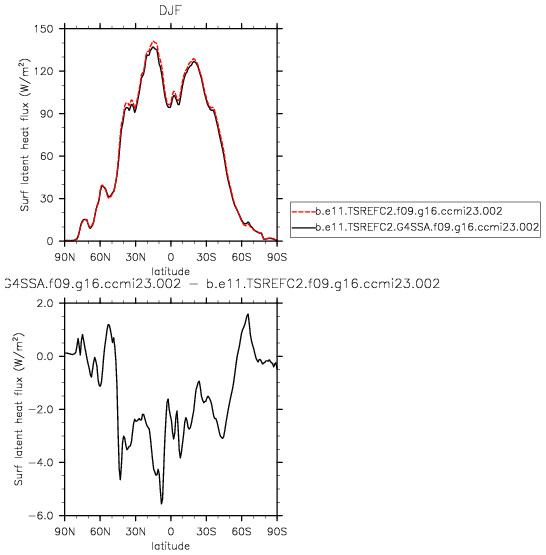 DJF
Surf latent heat flux (W/m²)
150
120
90
60
30
0
90N 60N 30N 0 30S 60S 90S
latitude
b.e11.TSREFC2.f09.g16.ccmi23.002
b.e11.TSREFC2.G4SSA.f09.g16.ccmi23.002
G4SSA.f09.g16.ccmi23.002 − b.e11.TSREFC2.f09.g16.ccmi23.002
Surf latent heat flux (W/m²)
2.0
0.0
−2.0
−4.0
−6.0
90N 60N 30N 0 30S 60S 90S
latitude